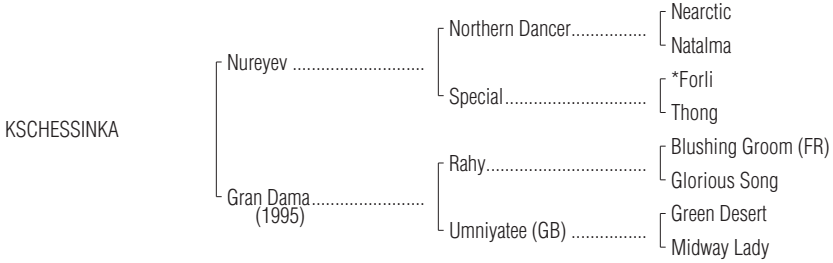 Nearctic
Northern Dancer.................
Natalma
Nureyev ...........................
*Forli
Special................................
Thong
KSCHESSINKA
Blushing Groom (FR)
Rahy....................................
Glorious Song
Gran Dama.......................
(1995)
Green Desert
Umniyatee (GB) .................
Midway Lady